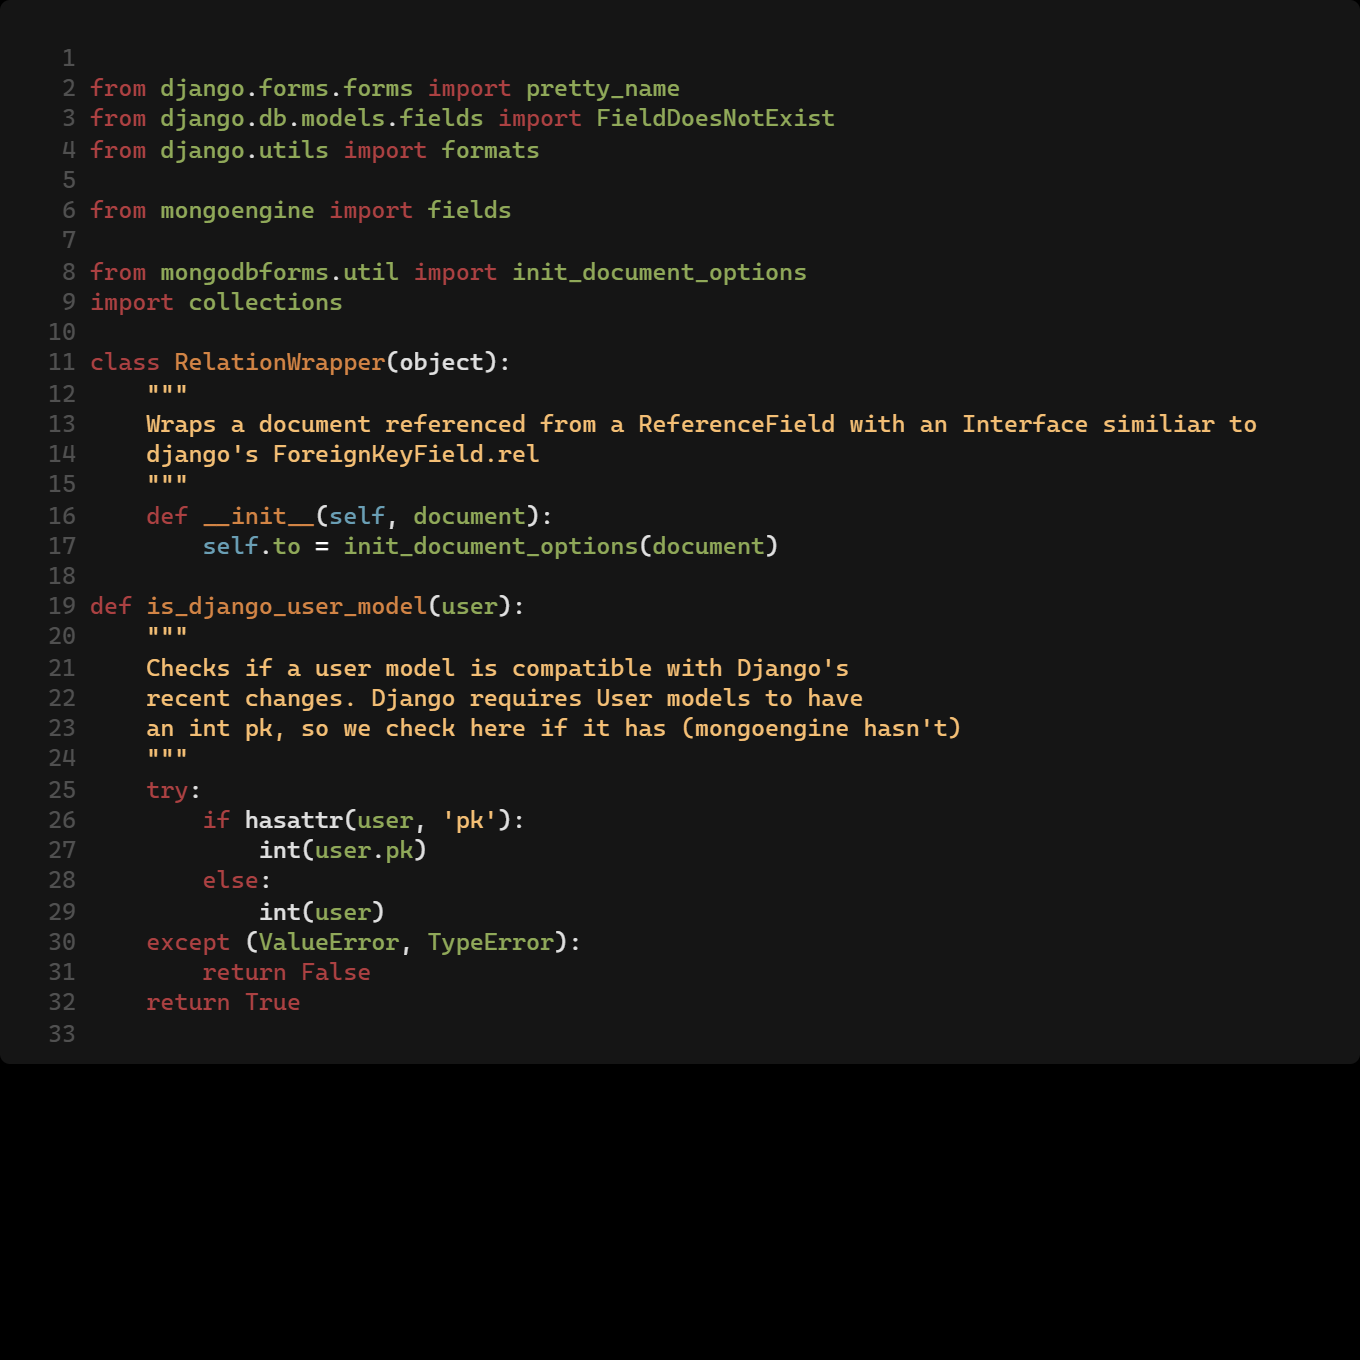 1
2 from django.forms.forms import pretty_name
3 from django.db.models.fields import FieldDoesNotExist
4 from django.utils import formats
5
6 from mongoengine import fields
7
8 from mongodbforms.util import init_document_options
9 import collections
10
11 class RelationWrapper(object):
12     """
13     Wraps a document referenced from a ReferenceField with an Interface similiar to
14     django's ForeignKeyField.rel
15     """
16     def __init__(self, document):
17         self.to = init_document_options(document)
18
19 def is_django_user_model(user):
20     """
21     Checks if a user model is compatible with Django's
22     recent changes. Django requires User models to have
23     an int pk, so we check here if it has (mongoengine hasn't)
24     """
25     try:
26         if hasattr(user, 'pk'):
27             int(user.pk)
28         else:
29             int(user)
30     except (ValueError, TypeError):
31         return False
32     return True
33